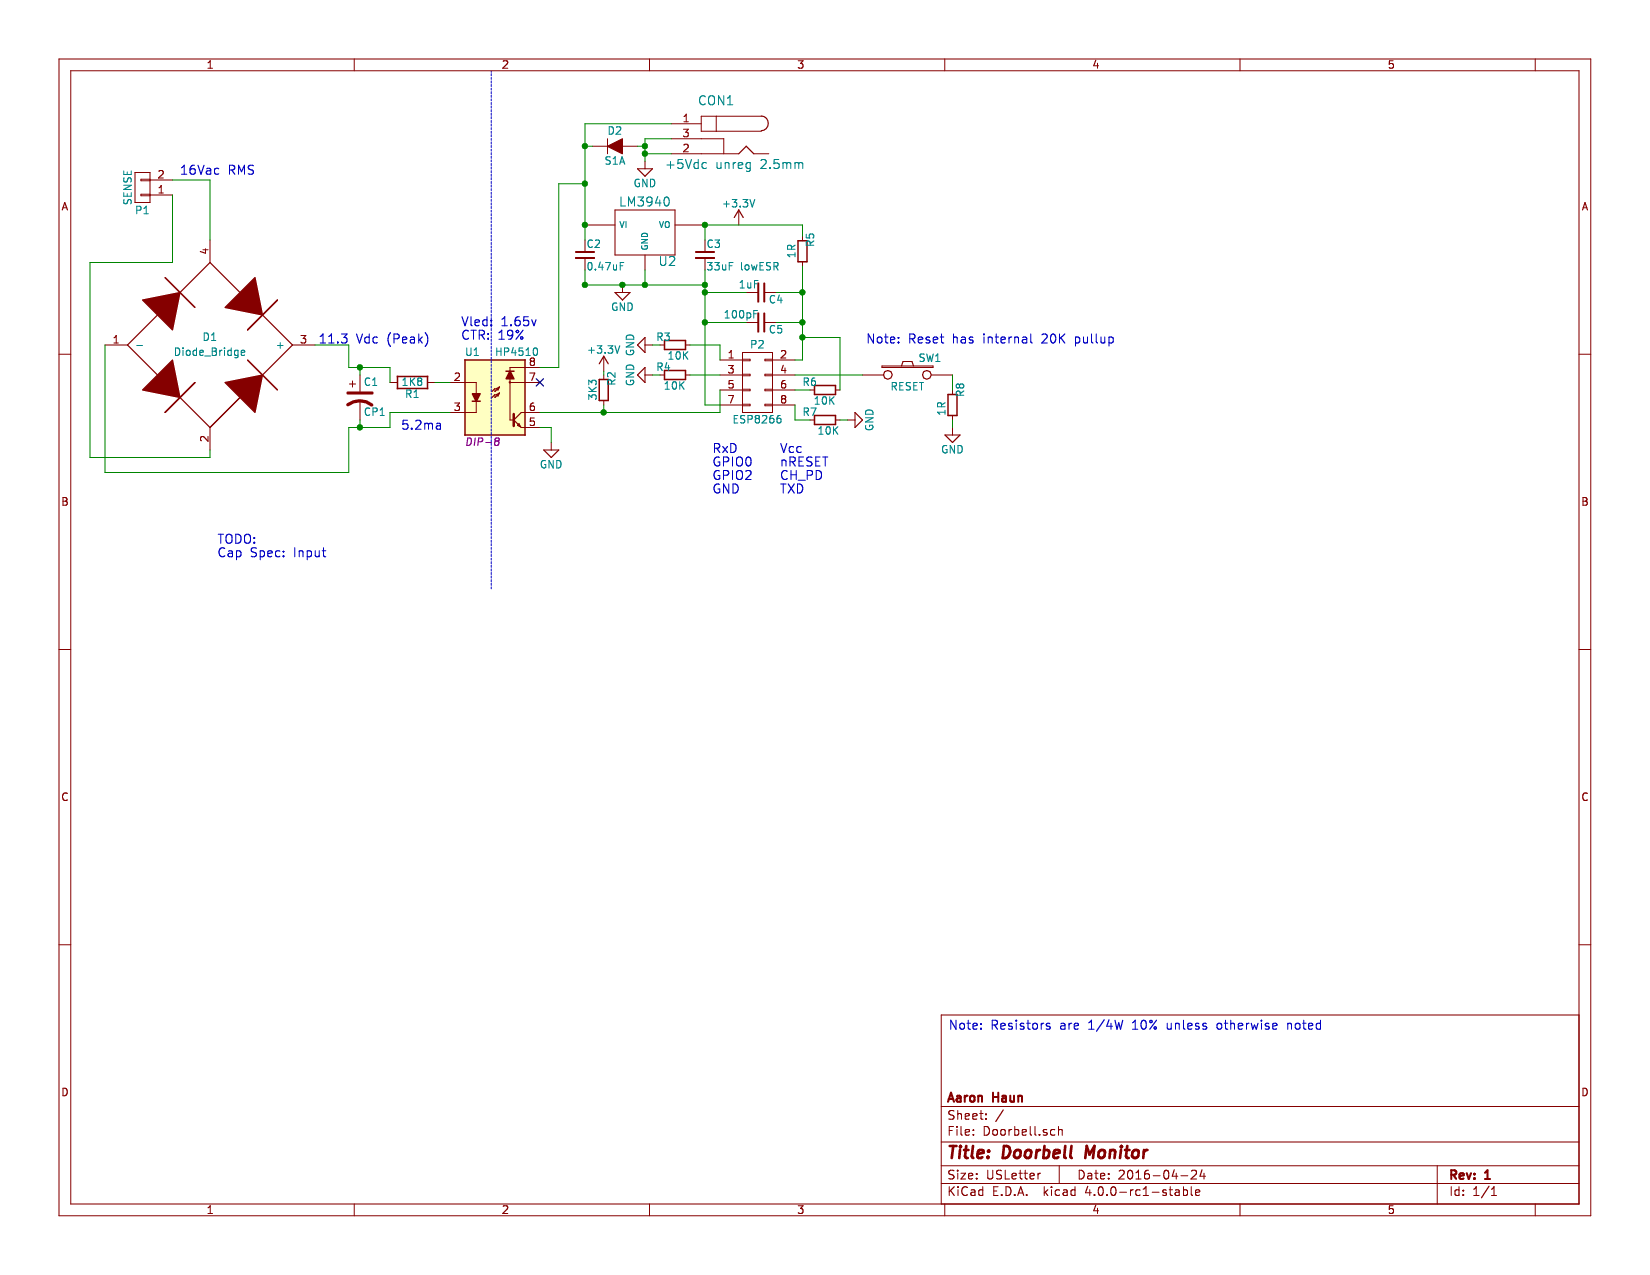 1 2 3 4 5
A A
B B
C C
D D
CON1
1
3
2
+5Vdc unreg 2.5mm
D2
S1A
GND
16Vac RMS
SENSE
2
1
P1
4
D1
Diode_Bridge
1
−
+
3
2
11.3 Vdc (Peak)
+
C1
CP1
1K8
R1
5.2ma
Vled: 1.65v
CTR: 19%
U1 HP4510
2
3
8
7
6
5
DIP-8
GND
LM3940
VI VO
GND
U2
C2
0.47uF
GND
C3
33uF lowESR
+3.3V
1R
R5
1uF
C4
100pF
C5
+3.3V
3K3
R2
GND
R3
10K
GND
R4
10K
P2
1 2
3 4
5 6
7 8
ESP8266
R6
10K
R7
10K
GND
Note: Reset has internal 20K pullup
SW1
RESET
1R
R8
GND
RxD Vcc
GPIO0 nRESET
GPIO2 CH_PD
GND TXD
TODO:
Cap Spec: Input
Note: Resistors are 1/4W 10% unless otherwise noted
Aaron Haun
Sheet: /
File: Doorbell.sch
Title: Doorbell Monitor
Size: USLetter Date: 2016-04-24 Rev: 1
KiCad E.D.A. kicad 4.0.0-rc1-stable Id: 1/1
1 2 3 4 5